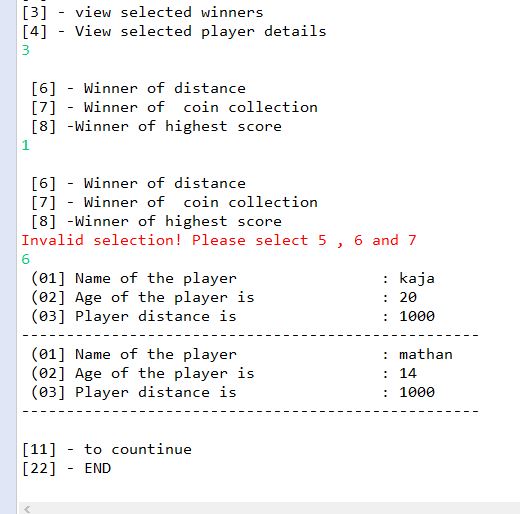 [3] - view selected winners
[4] - View selected player details
3
[6] - Winner of distance
[7] - Winner of  coin collection
[8] -Winner of highest score
1
[6] - Winner of distance
[7] - Winner of  coin collection
[8] -Winner of highest score
Invalid selection! Please select 5 , 6 and 7
6
(01] Name of the player                : kaja
(02] Age of the player is              : 20
(03] Player distance is                : 1000
---------------------------------------------------
(01] Name of the player                : mathan
(02] Age of the player is              : 14
(03] Player distance is                : 1000
---------------------------------------------------
[11] - to countinue
[22] - END